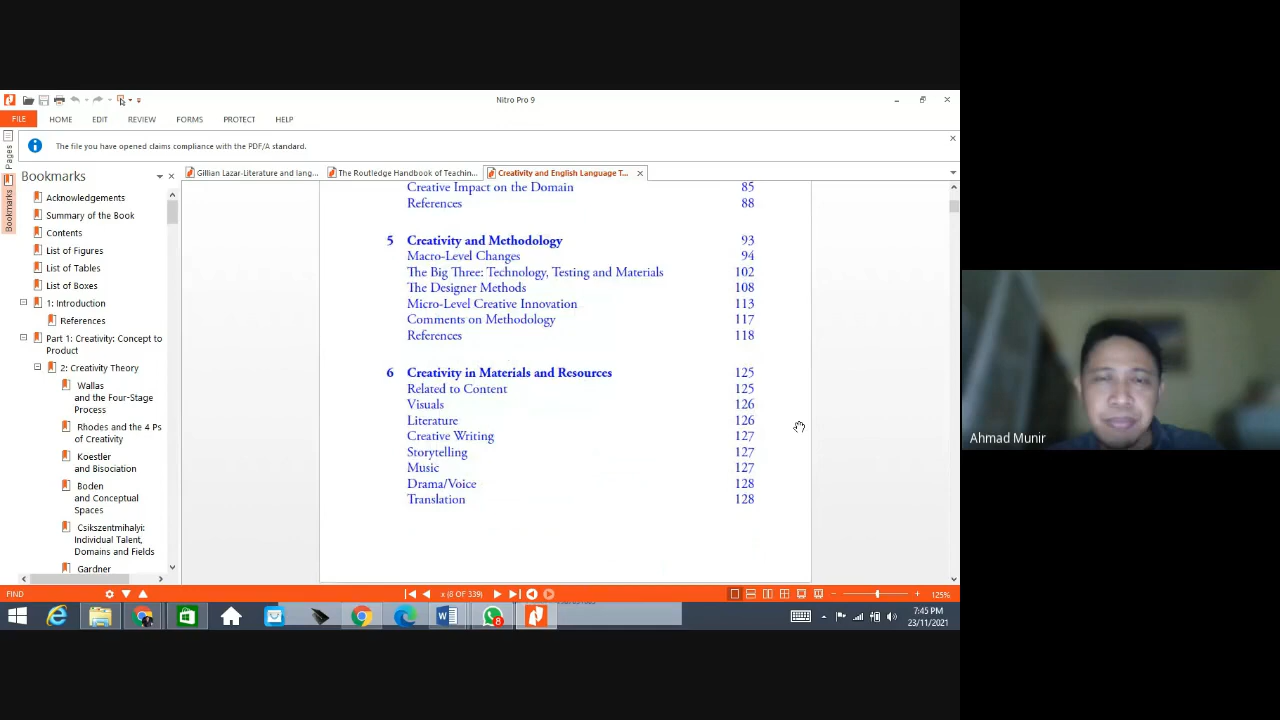 Nitro Pro 9
FILE HOME EDIT REVIEW FORMS PROTECT HELP
The file you have opened claims compliance with the PDF/A standard.
Pages
Bookmarks
Bookmarks
Gillian Lazar-Literature and lang...
The Routledge Handbook of Teachin...
Creativity and English Language T...
Acknowledgements
Summary of the Book
Contents
List of Figures
List of Tables
List of Boxes
1: Introduction
References
Part 1: Creativity: Concept to
Product
2: Creativity Theory
Wallas
and the Four-Stage
Process
Rhodes and the 4 Ps
of Creativity
Koestler
and Bisociation
Boden
and Conceptual
Spaces
Csikszentmihalyi:
Individual Talent,
Domains and Fields
Gardner
Creative Impact on the Domain 85
References 88
5 Creativity and Methodology 93
Macro-Level Changes 94
The Big Three: Technology, Testing and Materials 102
The Designer Methods 108
Micro-Level Creative Innovation 113
Comments on Methodology 117
References 118
6 Creativity in Materials and Resources 125
Related to Content 125
Visuals 126
Literature 126
Creative Writing 127
Storytelling 127
Music 127
Drama/Voice 128
Translation 128
Ahmad Munir
FIND
x (8 OF 339)
125%
8
7:45 PM
23/11/2021